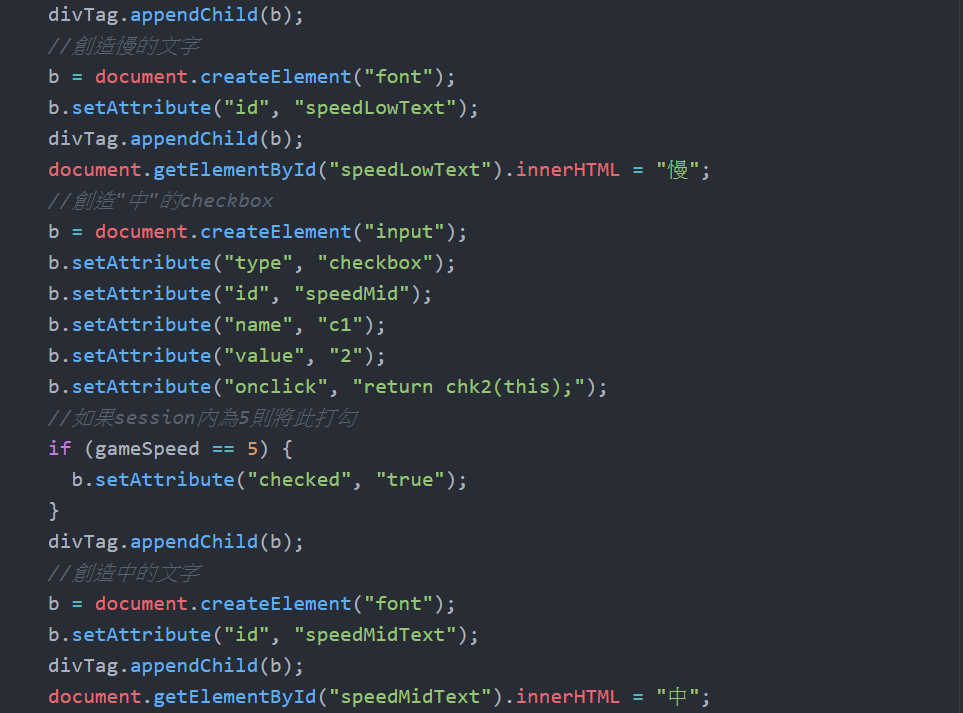 divTag.appendChild(b);
//創造慢的文字
b = document.createElement("font");
b.setAttribute("id", "speedLowText");
divTag.appendChild(b);
document.getElementById("speedLowText").innerHTML = "慢";
//創造"中"的checkbox
b = document.createElement("input");
b.setAttribute("type", "checkbox");
b.setAttribute("id", "speedMid");
b.setAttribute("name", "c1");
b.setAttribute("value", "2");
b.setAttribute("onclick", "return chk2(this);");
//如果session內為5則將此打勾
if (gameSpeed == 5) {
  b.setAttribute("checked", "true");
}
divTag.appendChild(b);
//創造中的文字
b = document.createElement("font");
b.setAttribute("id", "speedMidText");
divTag.appendChild(b);
document.getElementById("speedMidText").innerHTML = "中";